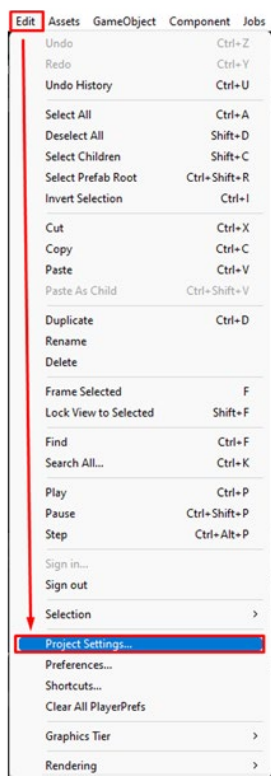 Edit Assets GameObject Component Jobs
Undo Ctrl+Z
Redo Ctrl+Y
Undo History Ctrl+U
Select All Ctrl+A
Deselect All Shift+D
Select Children Shift+C
Select Prefab Root Ctrl+Shift+R
Invert Selection Ctrl+I
Cut Ctrl+X
Copy Ctrl+C
Paste Ctrl+V
Paste As Child Ctrl+Shift+V
Duplicate Ctrl+D
Rename
Delete
Frame Selected F
Lock View to Selected Shift+F
Find Ctrl+F
Search All... Ctrl+K
Play Ctrl+P
Pause Ctrl+Shift+P
Step Ctrl+Alt+P
Sign in...
Sign out
Selection >
Project Settings...
Preferences...
Shortcuts...
Clear All PlayerPrefs
Graphics Tier >
Rendering >